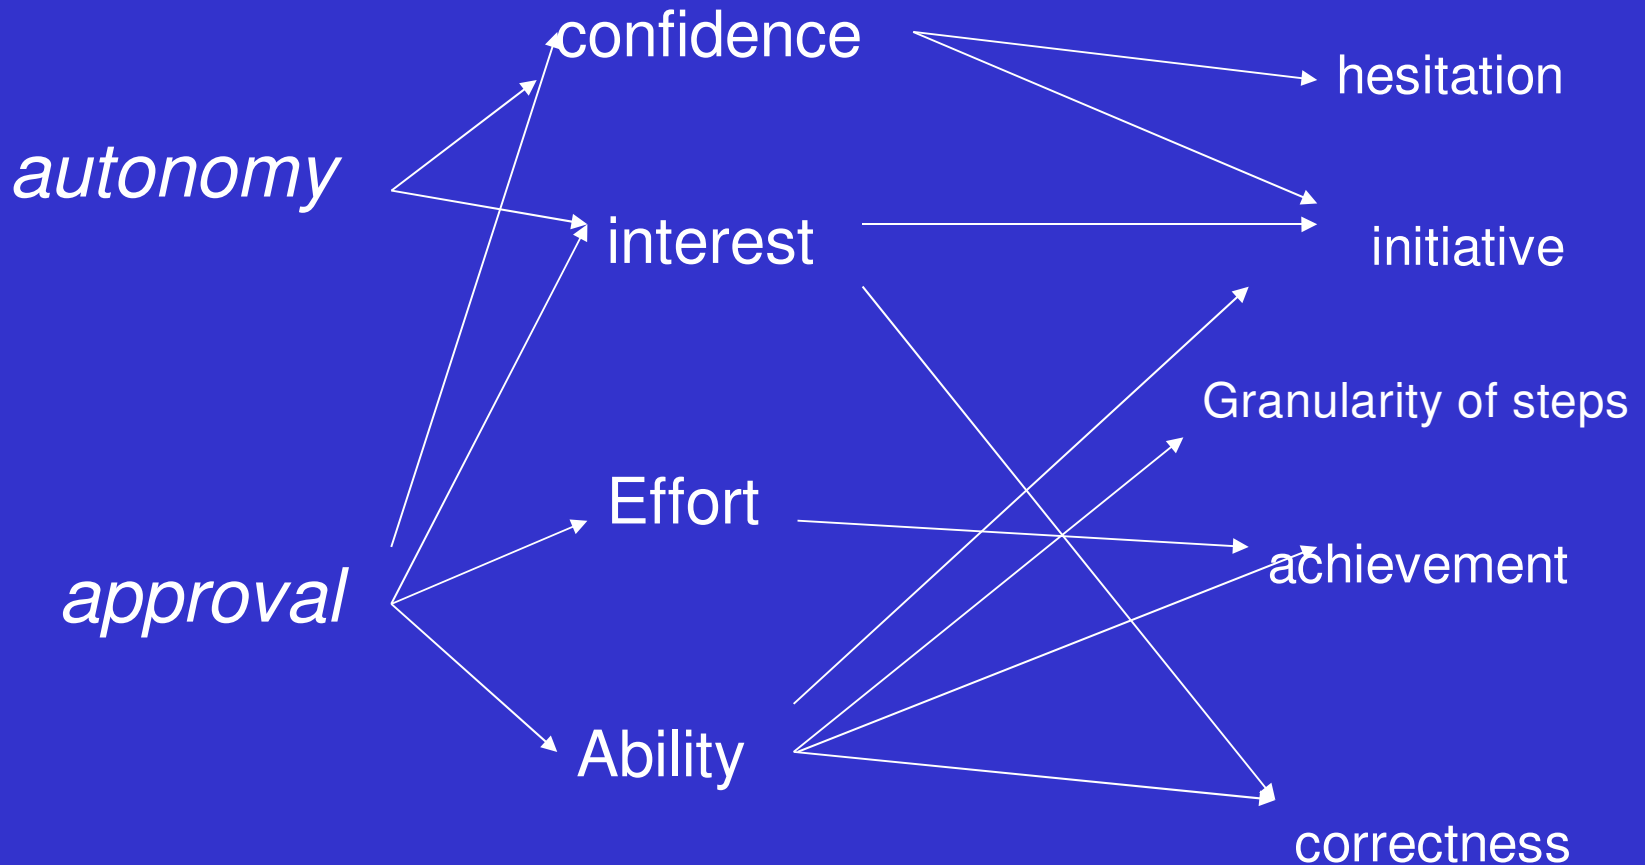 confidence
hesitation
autonomy
interest
initiative
Granularity of steps
Effort
achievement
approval
Ability
correctness